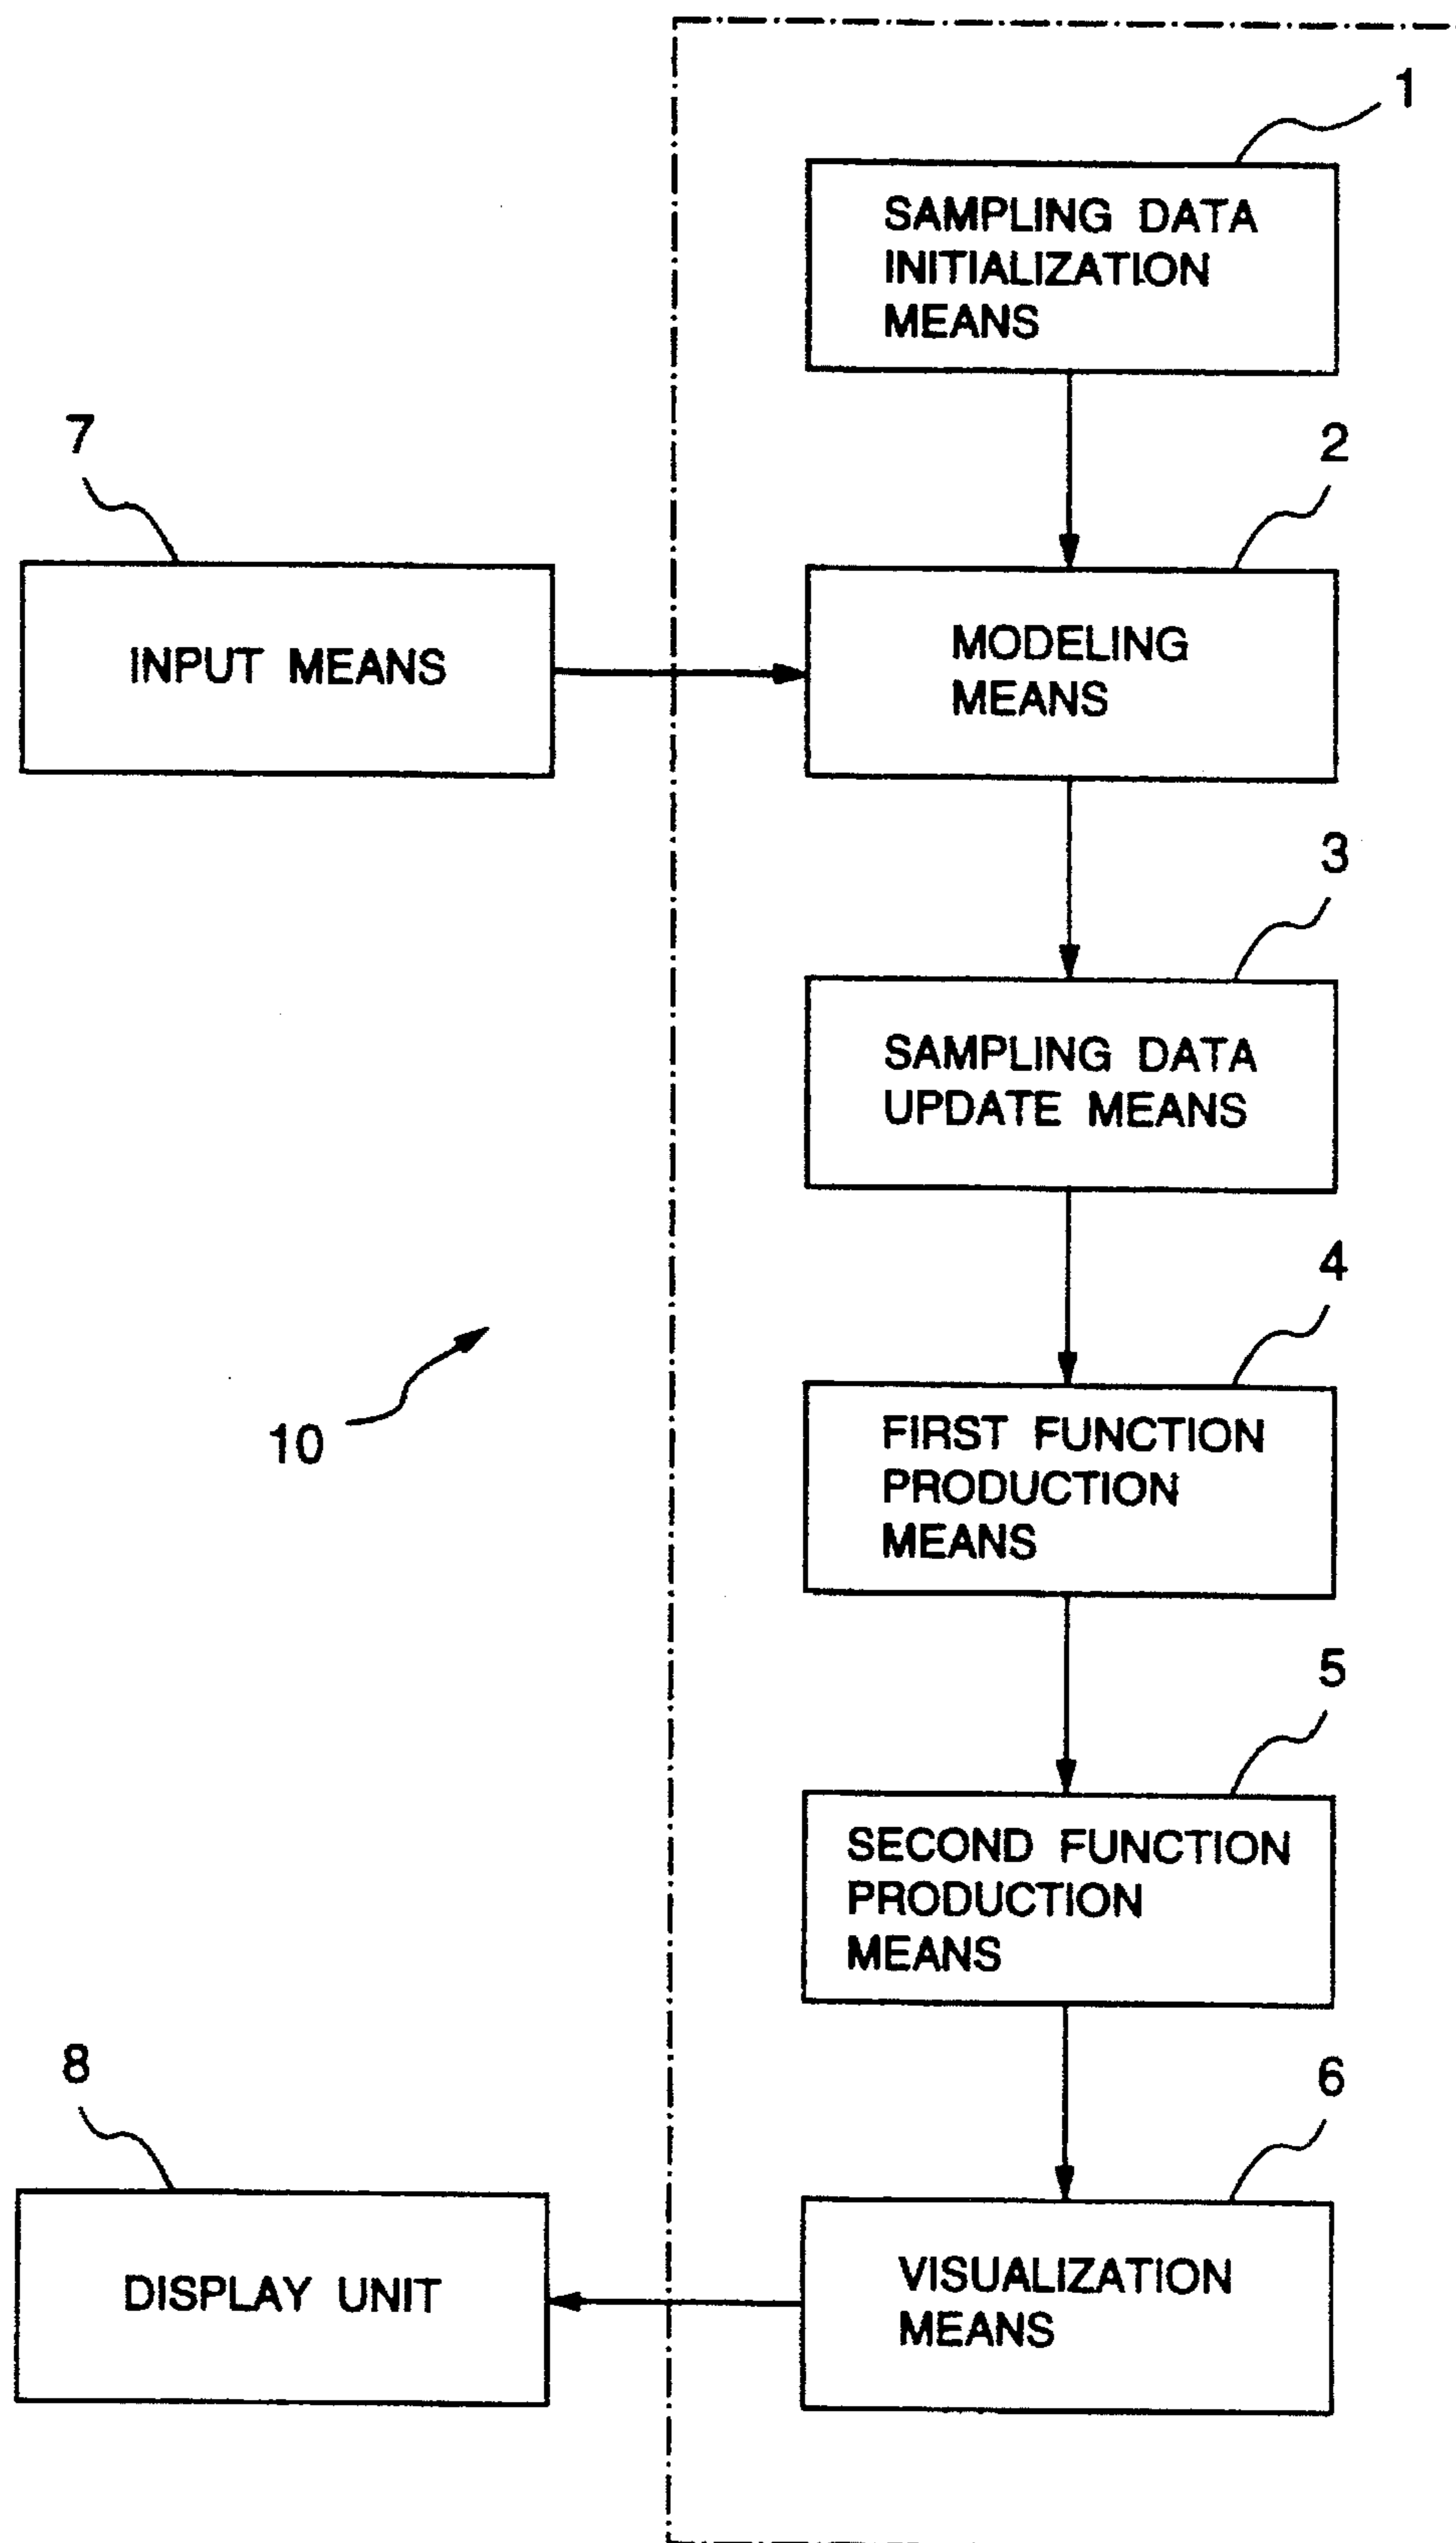 1
SAMPLING DATA
INITIALIZATION
MEANS
7
2
INPUT MEANS
MODELING
MEANS
3
SAMPLING DATA
UPDATE MEANS
4
10
FIRST FUNCTION
PRODUCTION
MEANS
5
SECOND FUNCTION
PRODUCTION
MEANS
8
6
DISPLAY UNIT
VISUALIZATION
MEANS